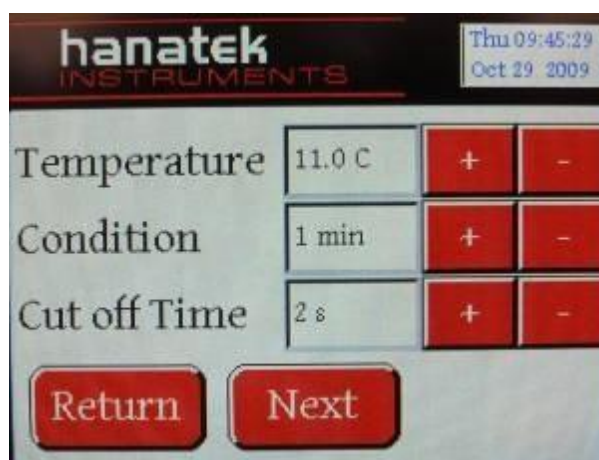 hanatek
INSTRUMENTS
Thu 09:45:29
Oct 29 2009
Temperature 11.0 C + -
Condition 1 min + -
Cut off Time 2 s + -
Return Next